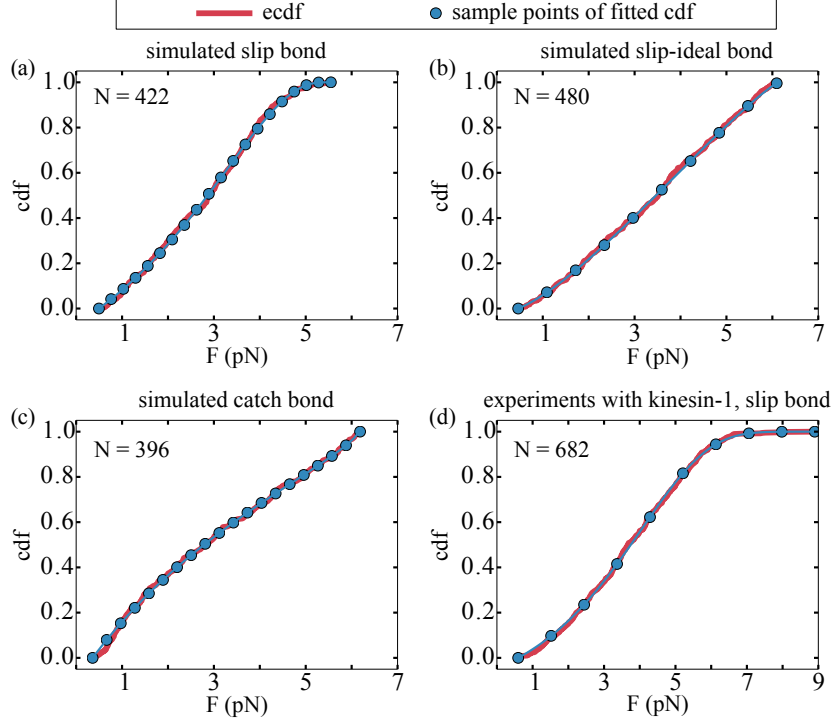 ecdf sample points of fitted cdf
simulated slip bond
simulated slip-ideal bond
(a)
N = 422
1.0
0.8
0.6
0.4
0.2
0.0
cdf
1 3 5 7
F (pN)
(b)
N = 480
1.0
0.8
0.6
0.4
0.2
0.0
cdf
1 3 5 7
F (pN)
simulated catch bond
experiments with kinesin-1, slip bond
(c)
N = 396
1.0
0.8
0.6
0.4
0.2
0.0
cdf
1 3 5 7
F (pN)
(d)
N = 682
1.0
0.8
0.6
0.4
0.2
0.0
cdf
1 3 5 7 9
F (pN)